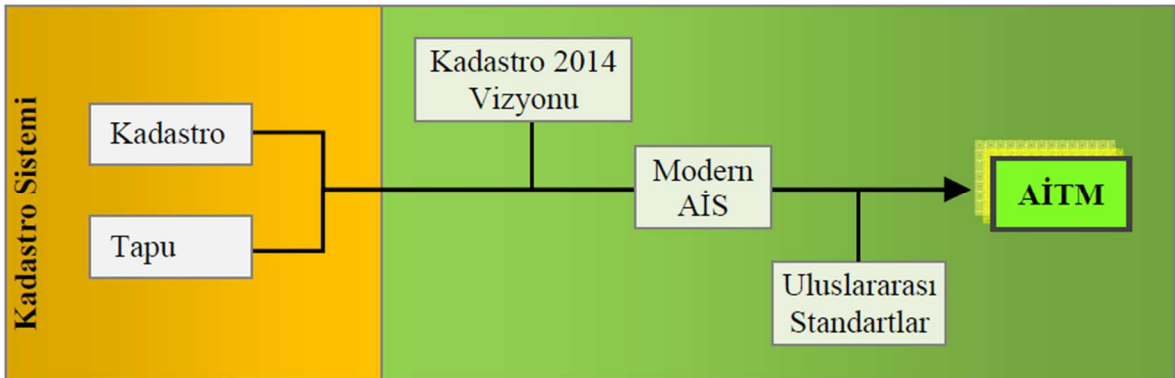 Kadastro Sistemi
Kadastro
Tapu
Kadastro 2014
Vizyonu
Modern
AİS
Uluslararası
Standartlar
AİTM